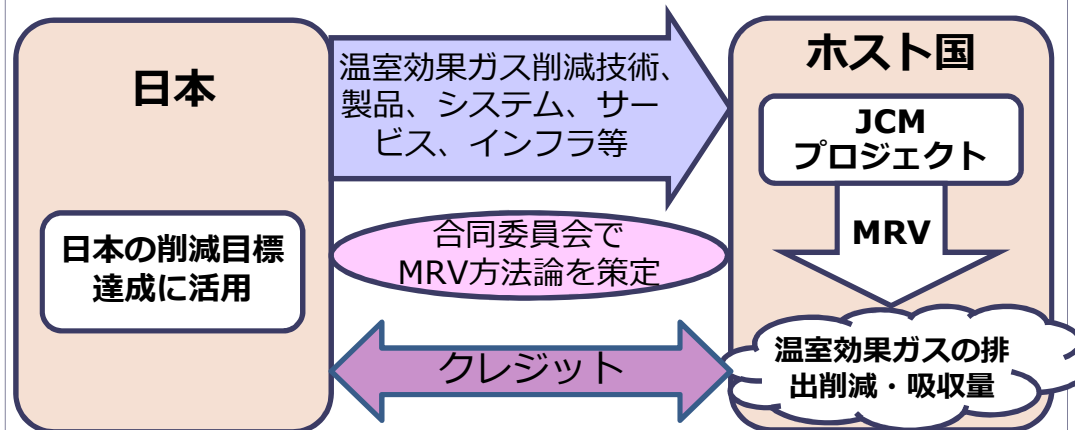 日本
日本の削減目標
達成に活用
温室効果ガス削減技術、
製品、システム、サー
ビス、インフラ等
合同委員会で
MRV方法論を策定
クレジット
ホスト国
JCM
プロジェクト
MRV
温室効果ガスの排
出削減・吸収量